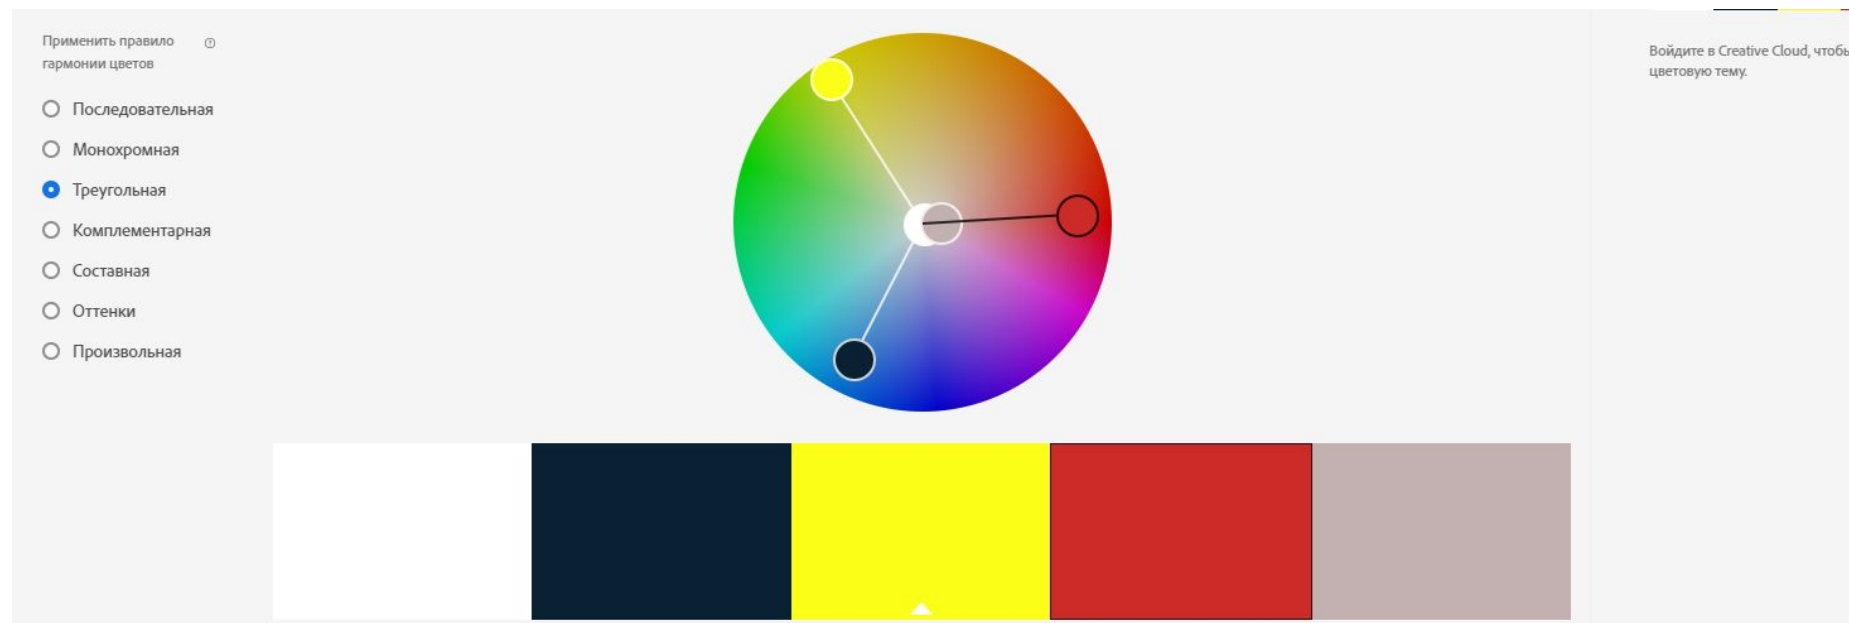 Применить правило
гармонии цветов
Последовательная
Монохромная
Треугольная
Комплементарная
Составная
Оттенки
Произвольная
Войдите в Creative Cloud, чтобы
цветовую тему.